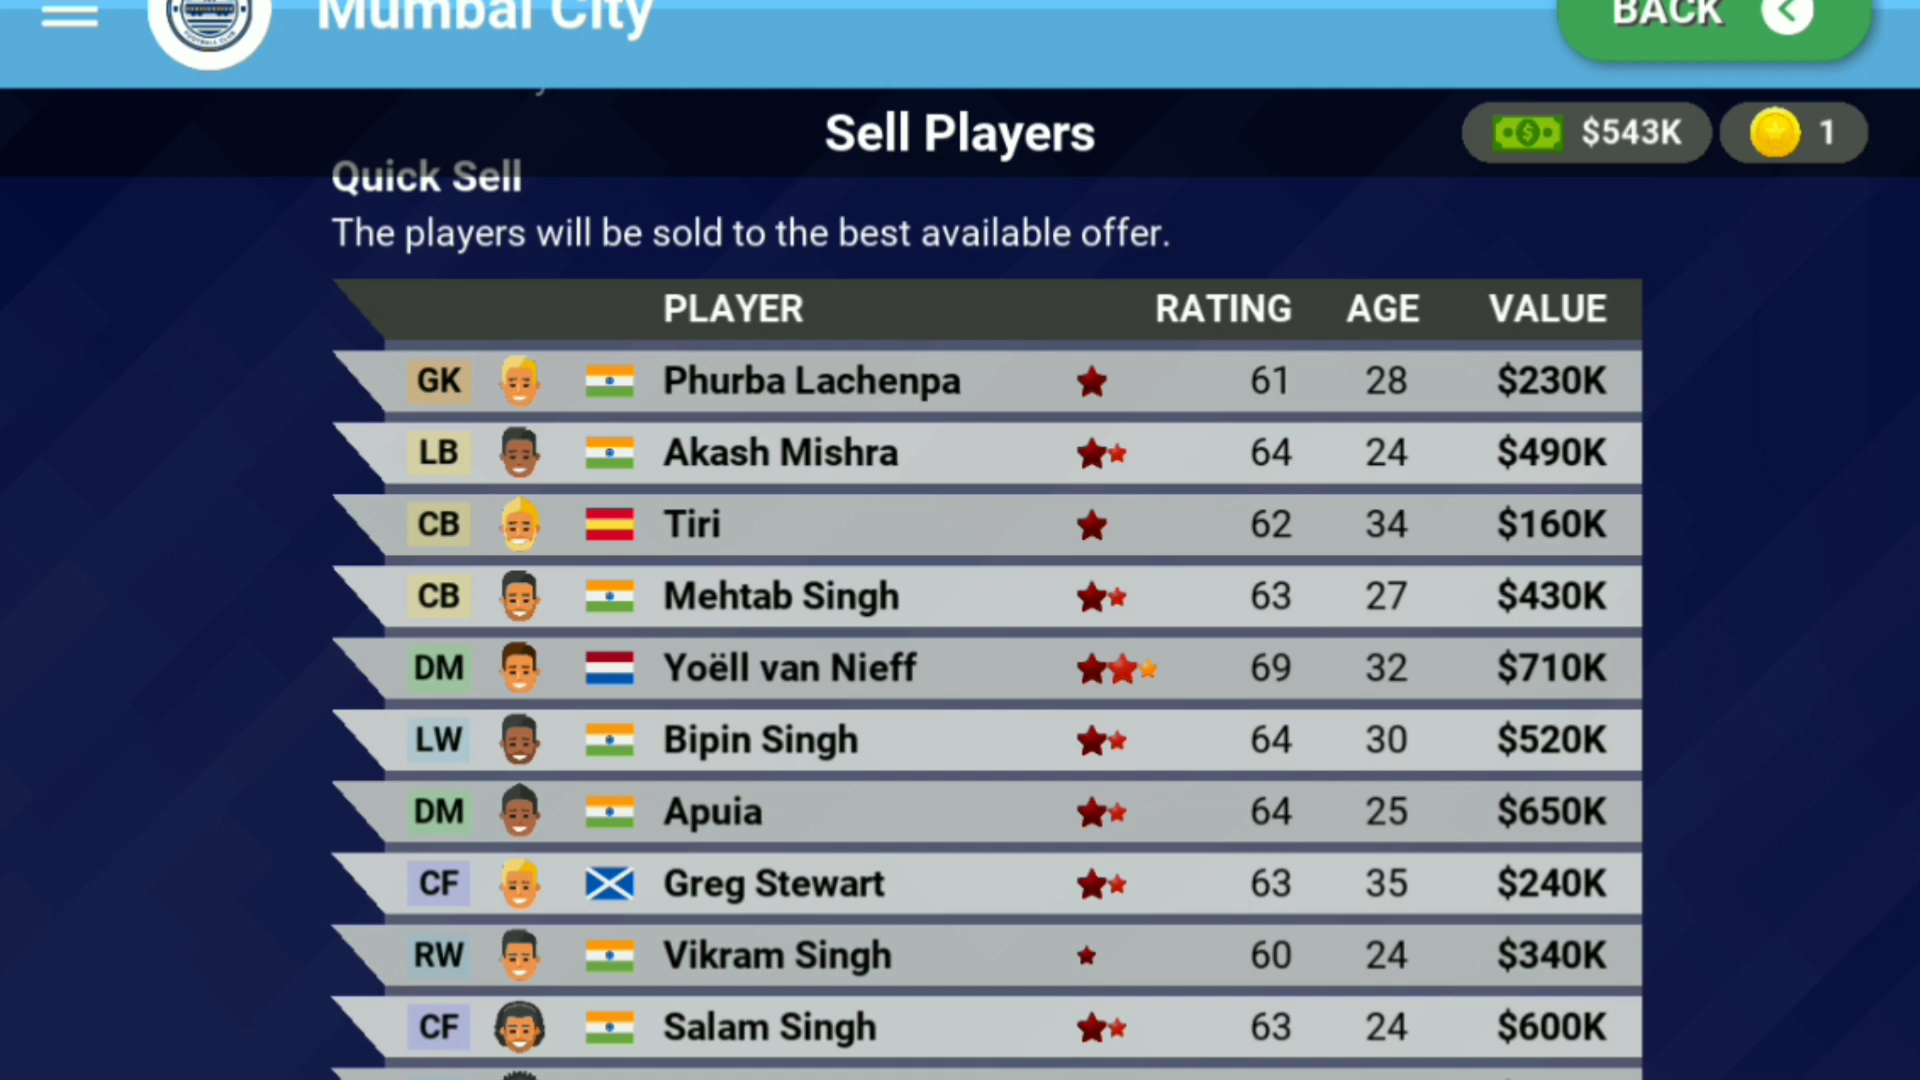 Mumbai City
BACK
Sell Players
$543K
1
Quick Sell
The players will be sold to the best available offer.
PLAYER RATING AGE VALUE
GK Phurba Lachenpa 61 28 $230K
LB Akash Mishra 64 24 $490K
CB Tiri 62 34 $160K
CB Mehtab Singh 63 27 $430K
DM Yoëll van Nieff 69 32 $710K
LW Bipin Singh 64 30 $520K
DM Apuia 64 25 $650K
CF Greg Stewart 63 35 $240K
RW Vikram Singh 60 24 $340K
CF Salam Singh 63 24 $600K